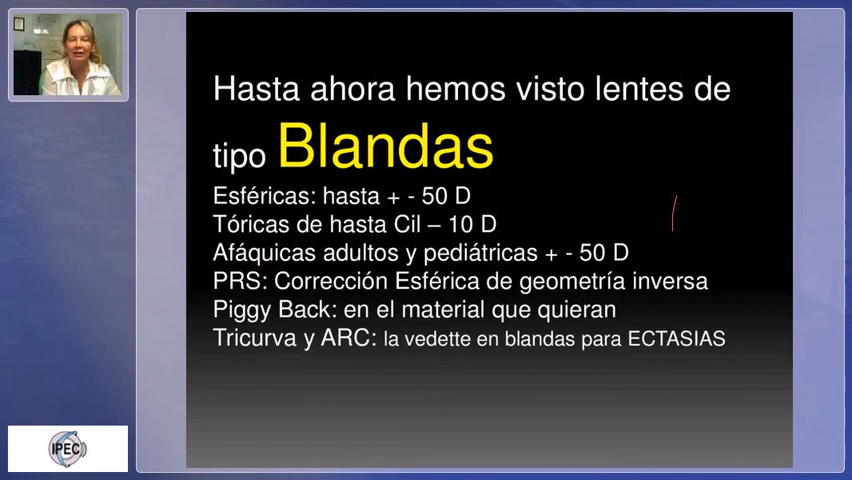 Hasta ahora hemos visto lentes de
tipo Blandas
Esféricas: hasta + - 50 D
Tóricas de hasta Cil – 10 D
Afáquicas adultos y pediátricas + - 50 D
PRS: Corrección Esférica de geometría inversa
Piggy Back: en el material que quieran
Tricurva y ARC: la vedette en blandas para ECTASIAS
IPEC